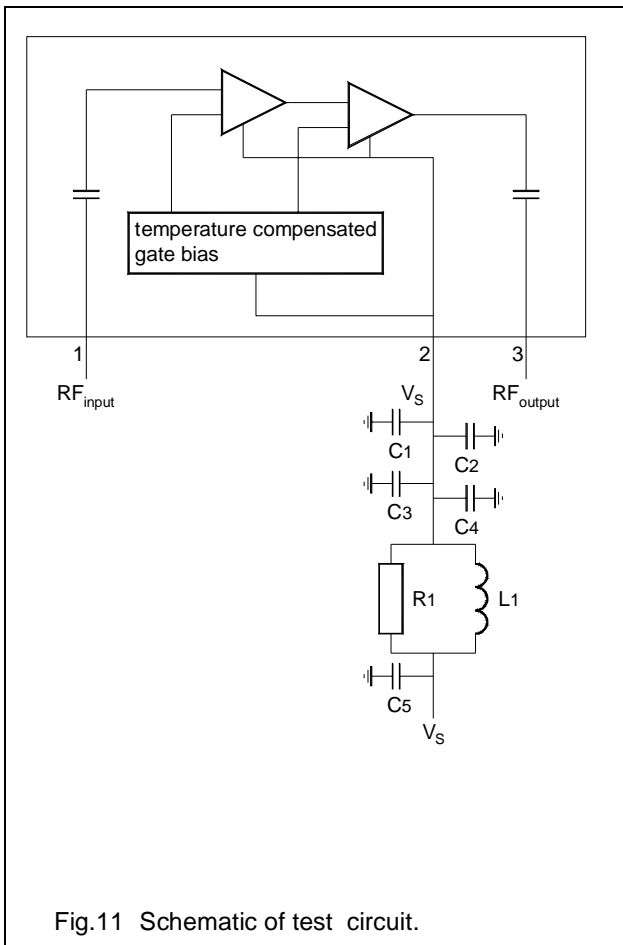 temperature compensated
gate bias
1
2
3
RFinput
VS
RFoutput
C1
C2
C3
C4
R1
L1
C5
VS
Fig.11 Schematic of test circuit.